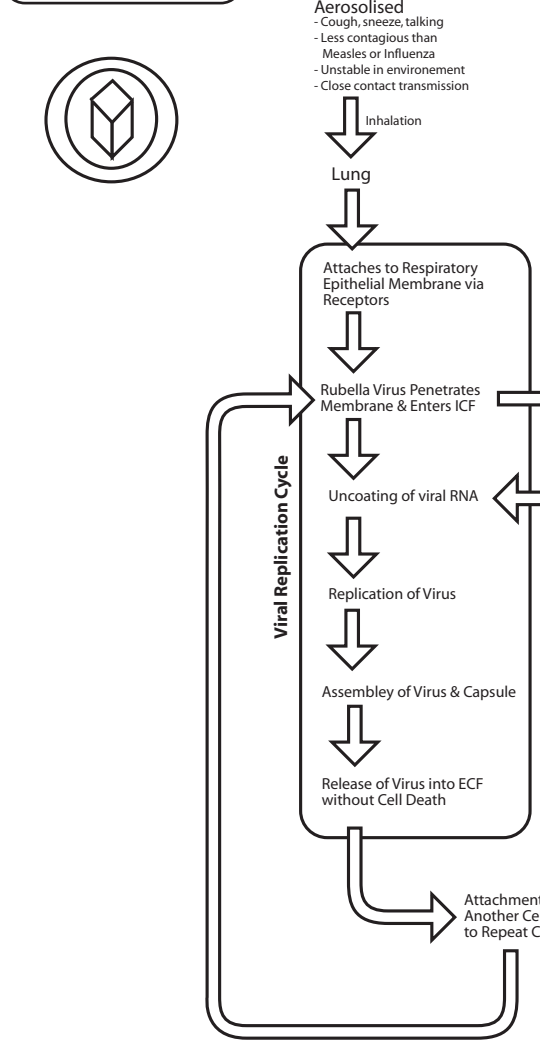 Aerosolised
- Cough, sneeze, talking
- Less contagious than
Measles or Influenza
- Unstable in environement
- Close contact transmission
Inhalation
Lung
Attaches to Respiratory
Epithelial Membrane via
Receptors
Rubella Virus Penetrates
Membrane & Enters ICF
Uncoating of viral RNA
Viral Replication Cycle
Replication of Virus
Assembley of Virus & Capsule
Release of Virus into ECF
without Cell Death
Attachment
Another Ce
to Repeat C